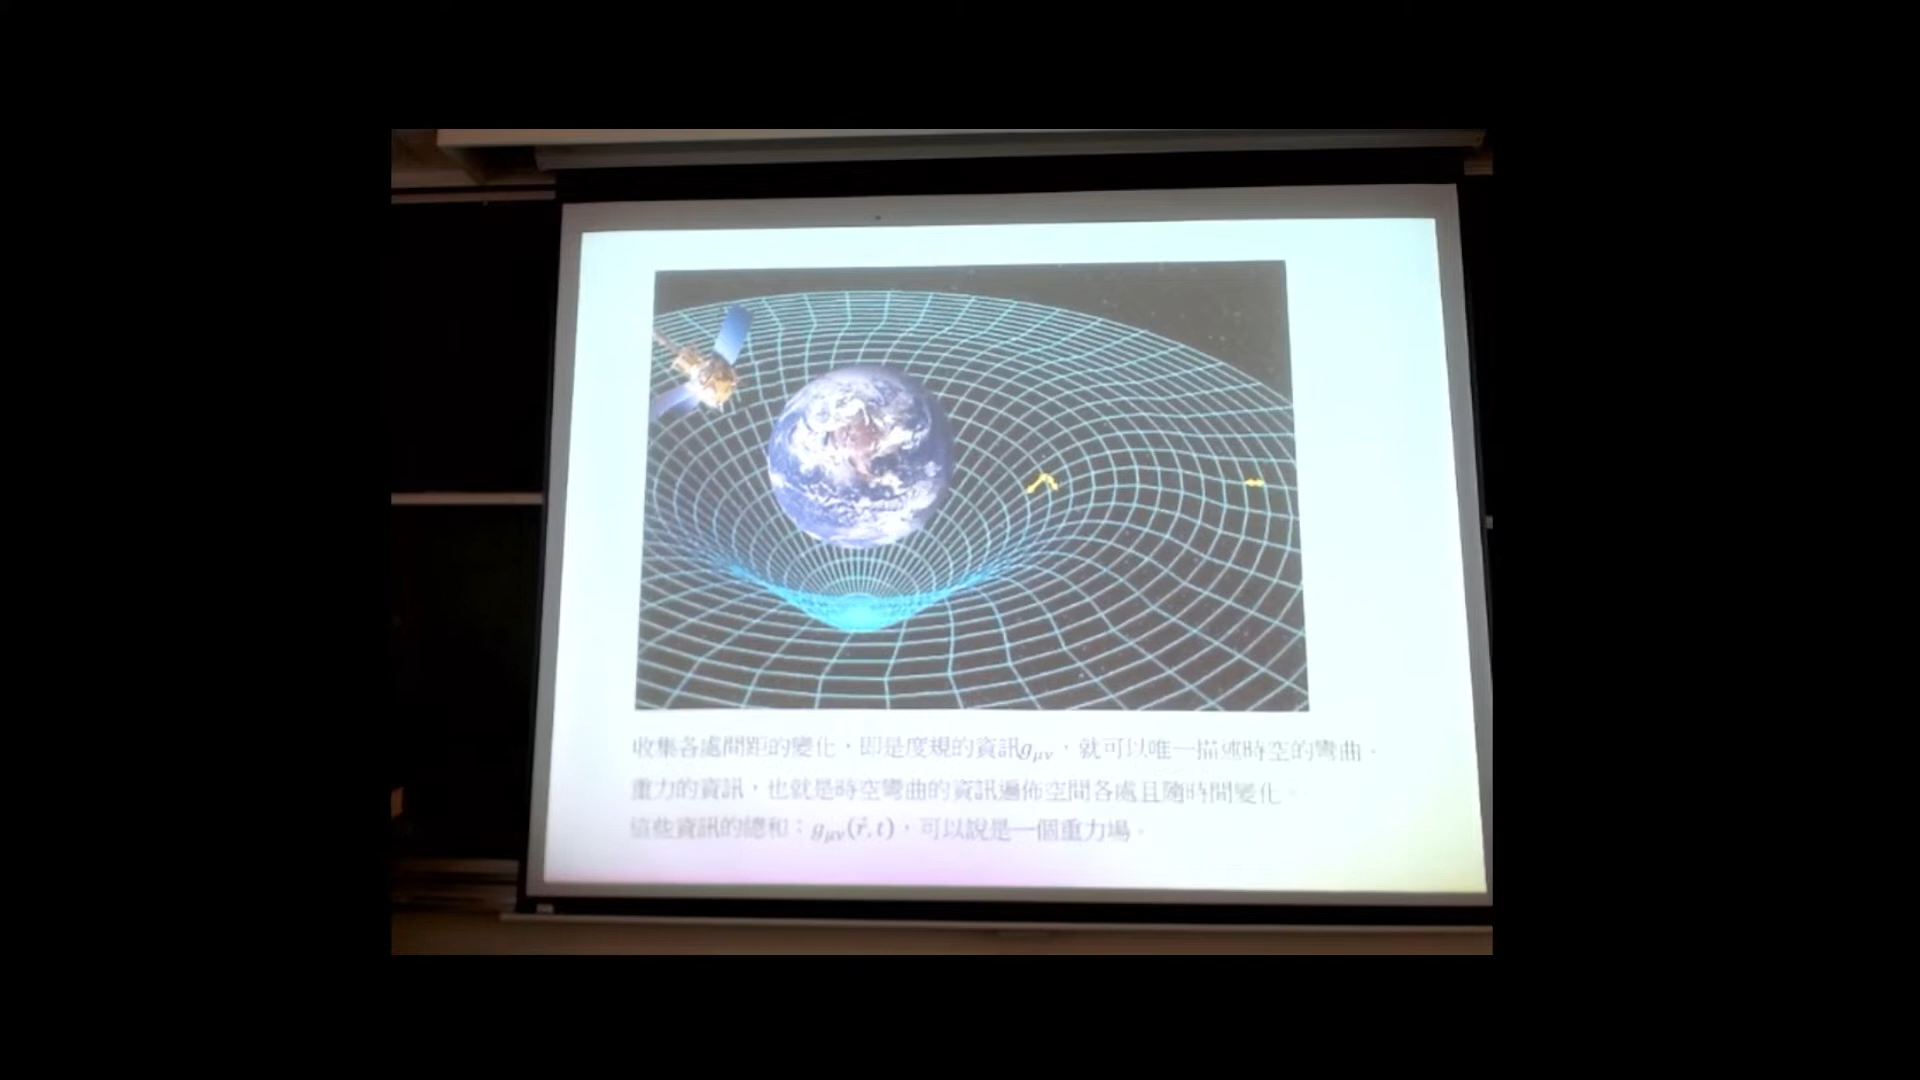 收集各處間距的變化，即是度規的資訊gμν，就可以唯一描述時空的彎曲。
重力的資訊，也就是時空彎曲的資訊遍佈空間各處且隨時間變化。
這些資訊的總和：gμν(r⃗, t)，可以說是一個重力場。